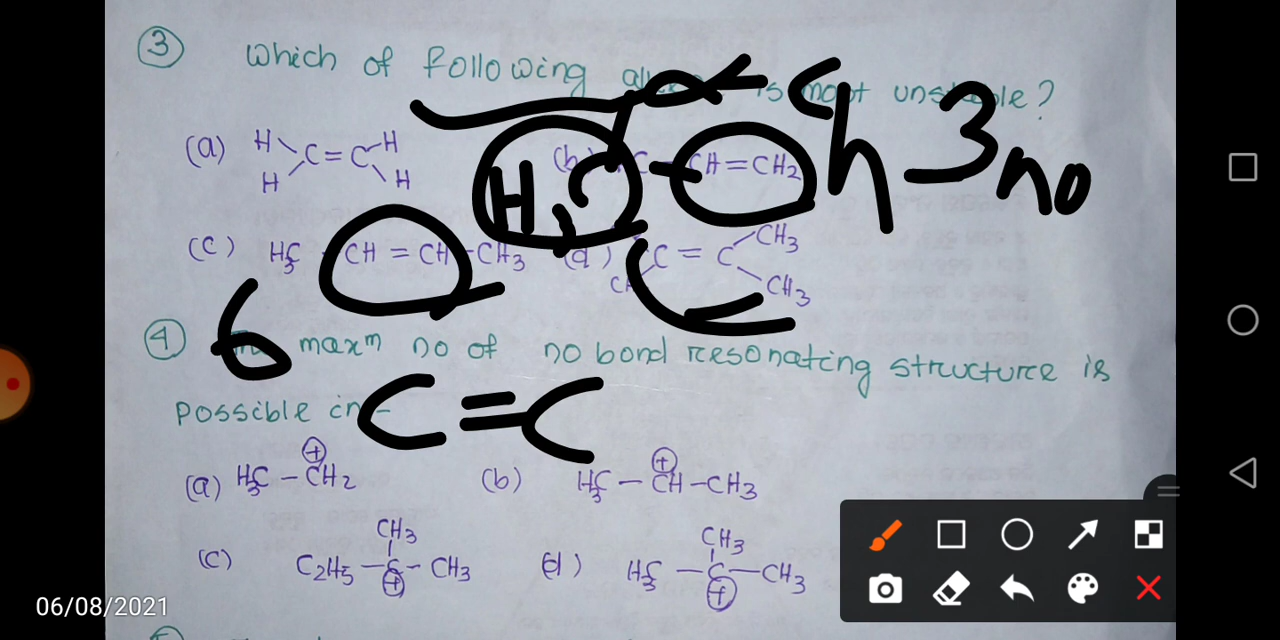 ③ Which of following is most unstable?
(a) H H C = C H H (b) CH = CH2
(c) H3C CH = CH - CH3 (d) C = C CH3 CH3
h 3 no
H3C
6
④ maxm no of no bond resonating structure is
possible in -
C = C
(a) H3C - CH2 ⊕ (b) H3C - CH - CH3 ⊕
(c) C2H5 - C - CH3 CH3 ⊕ (d) H3C - C - CH3 CH3 ⊕
06/08/2021